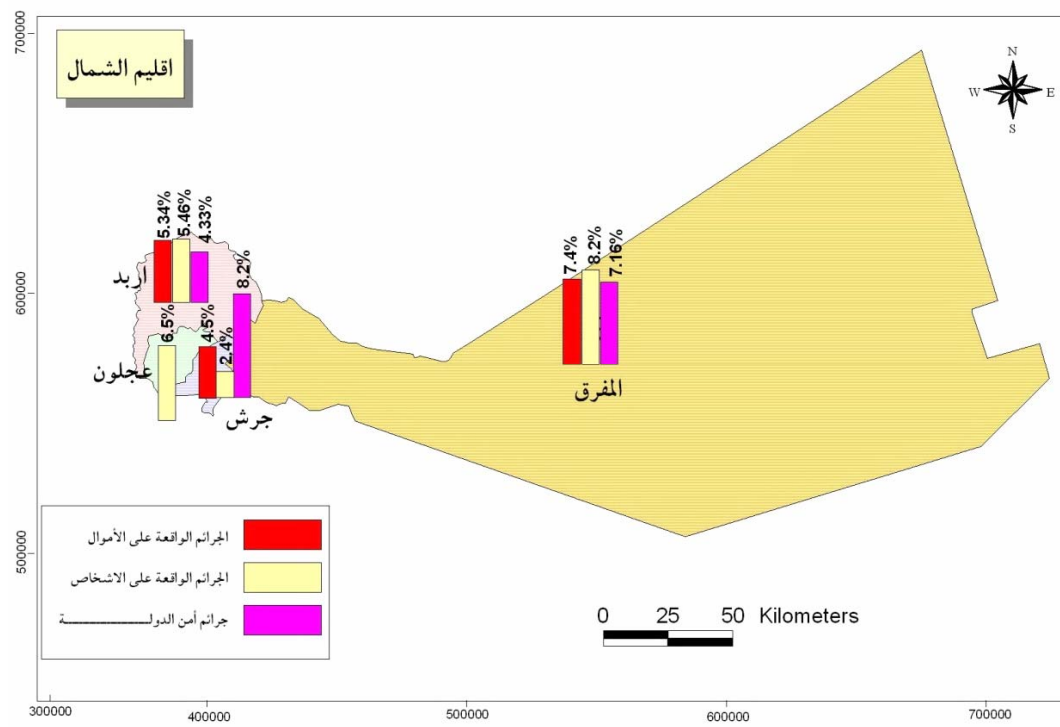 اقليم الشمال
N
W
E
S
700000
600000
500000
5.34%
5.46%
4.33%
اربد
8.2%
6.5%
4.5%
2.4%
عجلون
جرش
7.4%
8.2%
7.16%
المفرق
الجرائم الواقعة على الأموال
الجرائم الواقعة على الاشخاص
جرائم أمن الدولـــــــــــــــــــة
0 25 50 Kilometers
300000 400000 500000 600000 700000